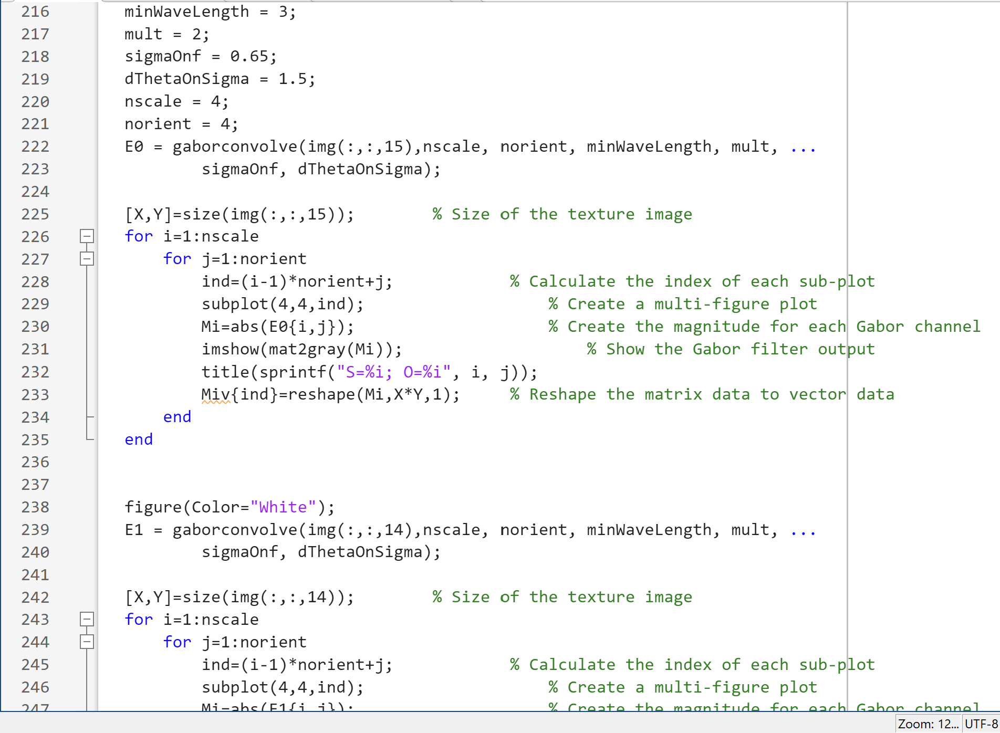 216 minWaveLength = 3;
217 mult = 2;
218 sigmaOnf = 0.65;
219 dThetaOnSigma = 1.5;
220 nscale = 4;
221 norient = 4;
222 E0 = gaborconvolve(img(:,:,15),nscale, norient, minWaveLength, mult, ...
223 sigmaOnf, dThetaOnSigma);
224
225 [X,Y]=size(img(:,:,15)); % Size of the texture image
226 for i=1:nscale
227 for j=1:norient
228 ind=(i-1)*norient+j; % Calculate the index of each sub-plot
229 subplot(4,4,ind); % Create a multi-figure plot
230 Mi=abs(E0{i,j}); % Create the magnitude for each Gabor channel
231 imshow(mat2gray(Mi)); % Show the Gabor filter output
232 title(sprintf("S=%i; O=%i", i, j));
233 Miv{ind}=reshape(Mi,X*Y,1); % Reshape the matrix data to vector data
234 end
235 end
236
237
238 figure(Color="White");
239 E1 = gaborconvolve(img(:,:,14),nscale, norient, minWaveLength, mult, ...
240 sigmaOnf, dThetaOnSigma);
241
242 [X,Y]=size(img(:,:,14)); % Size of the texture image
243 for i=1:nscale
244 for j=1:norient
245 ind=(i-1)*norient+j; % Calculate the index of each sub-plot
246 subplot(4,4,ind); % Create a multi-figure plot
247 Mi=abs(E1{i,j}); % Create the magnitude for each Gabor channel
Zoom: 12... UTF-8